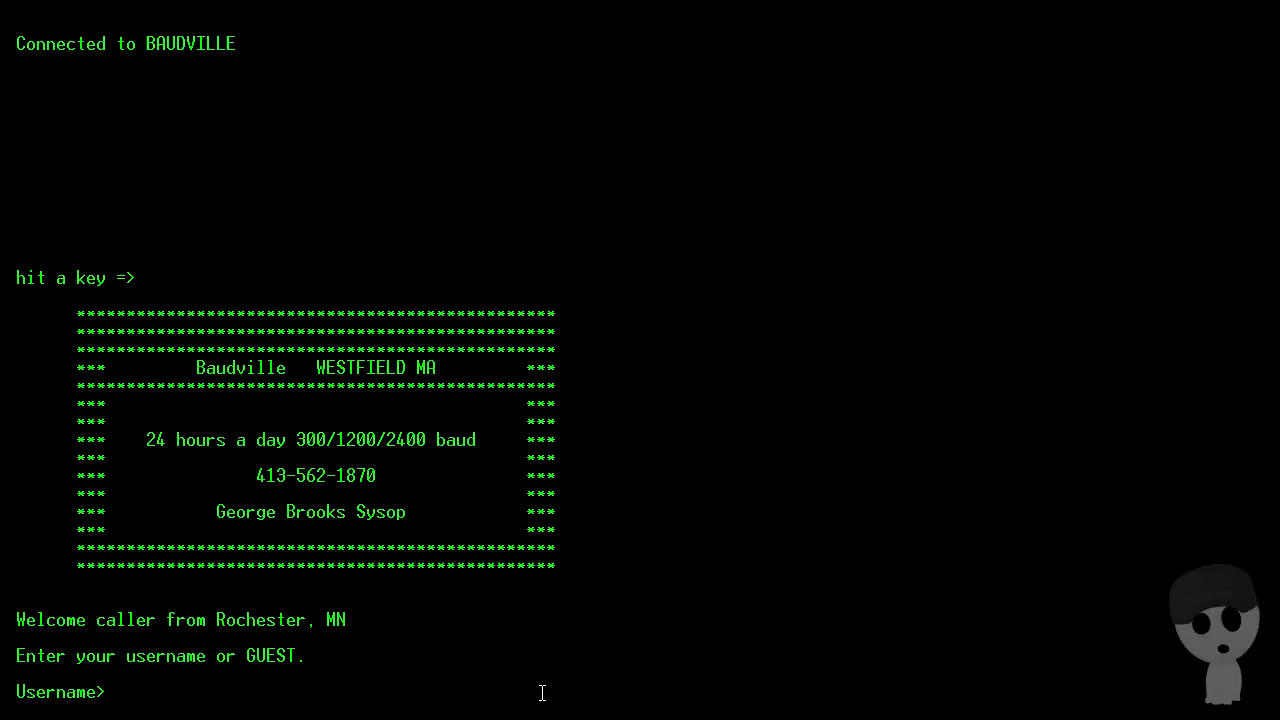 Connected to BAUDVILLE
hit a key =>
************************************************
************************************************
************************************************
*** Baudville WESTFIELD MA ***
************************************************
*** ***
*** ***
*** 24 hours a day 300/1200/2400 baud ***
*** ***
*** 413-562-1870 ***
*** ***
*** George Brooks Sysop ***
*** ***
************************************************
************************************************
Welcome caller from Rochester, MN
Enter your username or GUEST.
Username>